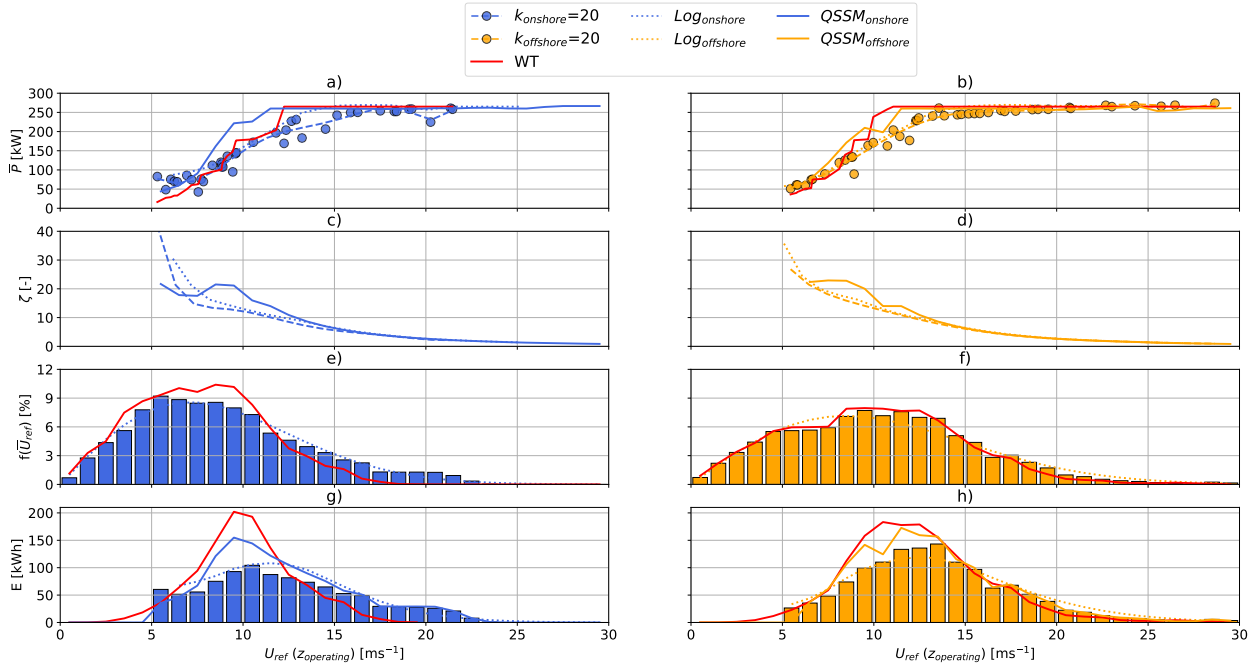 k_onshore=20 Log_onshore QSSM_onshore
k_offshore=20 Log_offshore QSSM_offshore
WT
a) b)
300
250
200
150
100
50
0
P̅ [kW]
c) d)
40
30
20
10
0
ζ [-]
e) f)
12
9
6
3
0
f(U̅_ref) [%]
g) h)
200
150
100
50
0
E [kWh]
0 5 10 15 20 25 30 0 5 10 15 20 25 30
U_ref (z_operating) [ms⁻¹] U_ref (z_operating) [ms⁻¹]